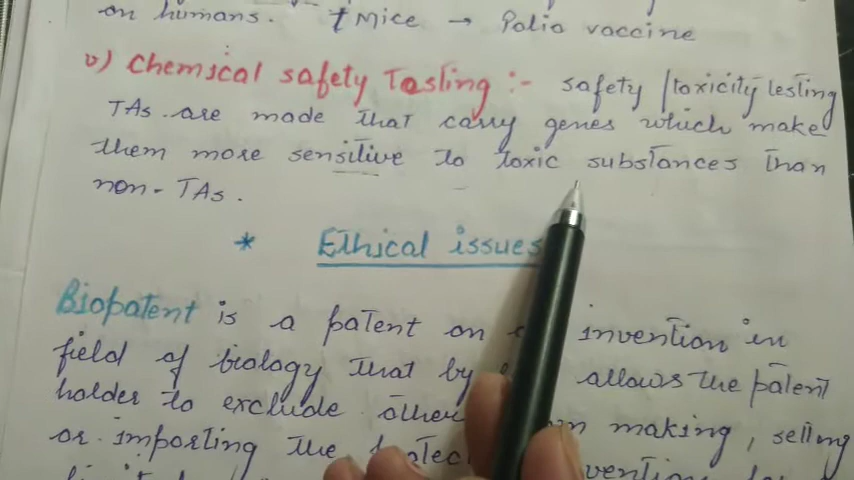 on humans. tMice → Polio vaccine
v) Chemical safety Tasling :- safety /toxicity testing
TAs. are made that carry genes which make
them more sensitive to toxic substances than
non-TAs.
* Ethical issues
Biopatent is a patent on invention in
field of biology that by allows the patent
holder to exclude other making, selling
or importing the